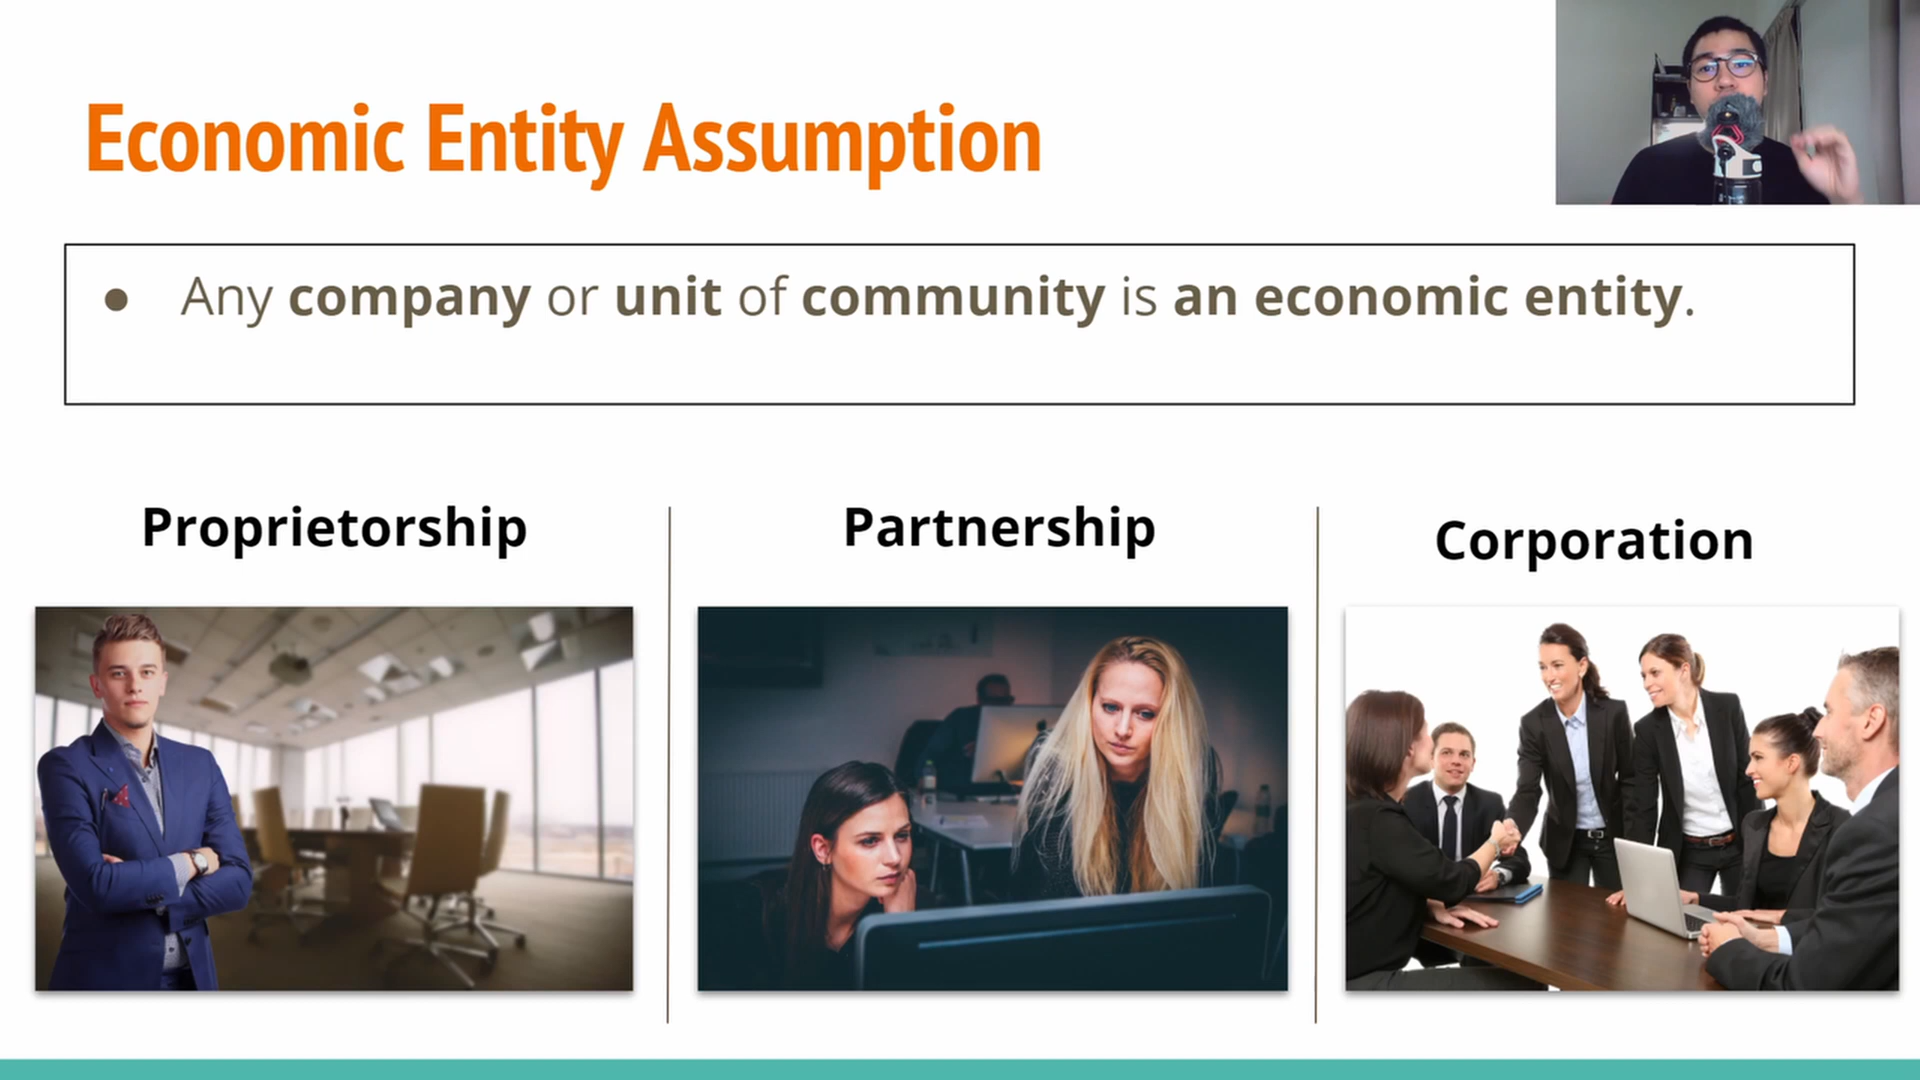 Economic Entity Assumption
● Any company or unit of community is an economic entity.
Proprietorship
Partnership
Corporation